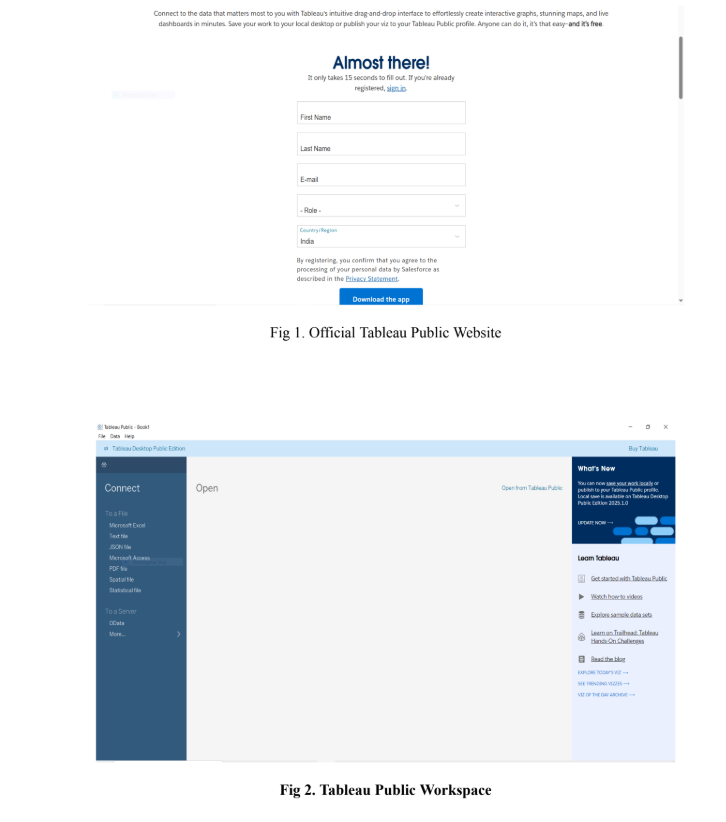 Connect to the data that matters most to you with Tableau's intuitive drag-and-drop interface to effortlessly create interactive graphs, stunning maps, and live
dashboards in minutes. Save your work to your local desktop or publish your viz to your Tableau Public profile. Anyone can do it, it's that easy–and it's free.
Almost there!
It only takes 15 seconds to fill out. If you're already
registered, sign in.
First Name
Last Name
E-mail
- Role -
Country/Region
India
By registering, you confirm that you agree to the
processing of your personal data by Salesforce as
described in the Privacy Statement.
Download the app
Fig 1. Official Tableau Public Website
Tableau Public - Book1
File Data Help
Tableau Desktop Public Edition
Buy Tableau
Connect
To a File
Microsoft Excel
Text file
JSON file
Microsoft Access
PDF file
Spatial file
Statistical file
To a Server
OData
More...
Open
Open from Tableau Public
What's New
You can now save your work locally or
publish to your Tableau Public profile.
Local save is available on Tableau Desktop
Public Edition 2025.1.0
UPDATE NOW →
Learn Tableau
Get started with Tableau Public
Watch how-to videos
Explore sample data sets
Learn on Trailhead: Tableau
Hands-On Challenges
Read the blog
EXPLORE TODAY'S VIZ →
SEE TRENDING VIZZES →
VIZ OF THE DAY ARCHIVE →
Fig 2. Tableau Public Workspace